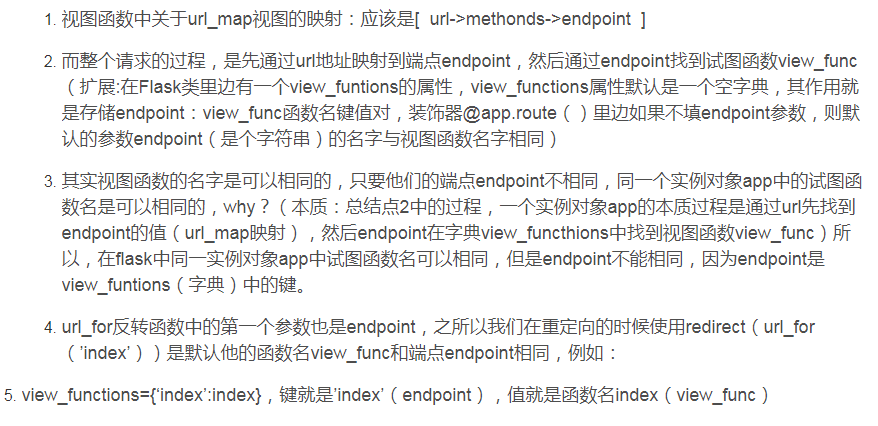 1. 视图函数中关于url_map视图的映射：应该是[ url->methonds->endpoint ]
2. 而整个请求的过程，是先通过url地址映射到端点endpoint，然后通过endpoint找到试图函数view_func
（扩展:在Flask类里边有一个view_funtions的属性，view_functions属性默认是一个空字典，其作用就
是存储endpoint：view_func函数名键值对，装饰器@app.route（）里边如果不填endpoint参数，则默
认的参数endpoint（是个字符串）的名字与视图函数名字相同）
3. 其实视图函数的名字是可以相同的，只要他们的端点endpoint不相同，同一个实例对象app中的试图函
数名是可以相同的，why？（本质：总结点2中的过程，一个实例对象app的本质过程是通过url先找到
endpoint的值（url_map映射），然后endpoint在字典view_functhions中找到视图函数view_func）所
以，在flask中同一实例对象app中试图函数名可以相同，但是endpoint不能相同，因为endpoint是
view_funtions（字典）中的键。
4. url_for反转函数中的第一个参数也是endpoint，之所以我们在重定向的时候使用redirect（url_for
（’index’））是默认他的函数名view_func和端点endpoint相同，例如：
5. view_functions={‘index’:index}，键就是’index’（endpoint），值就是函数名index（view_func）